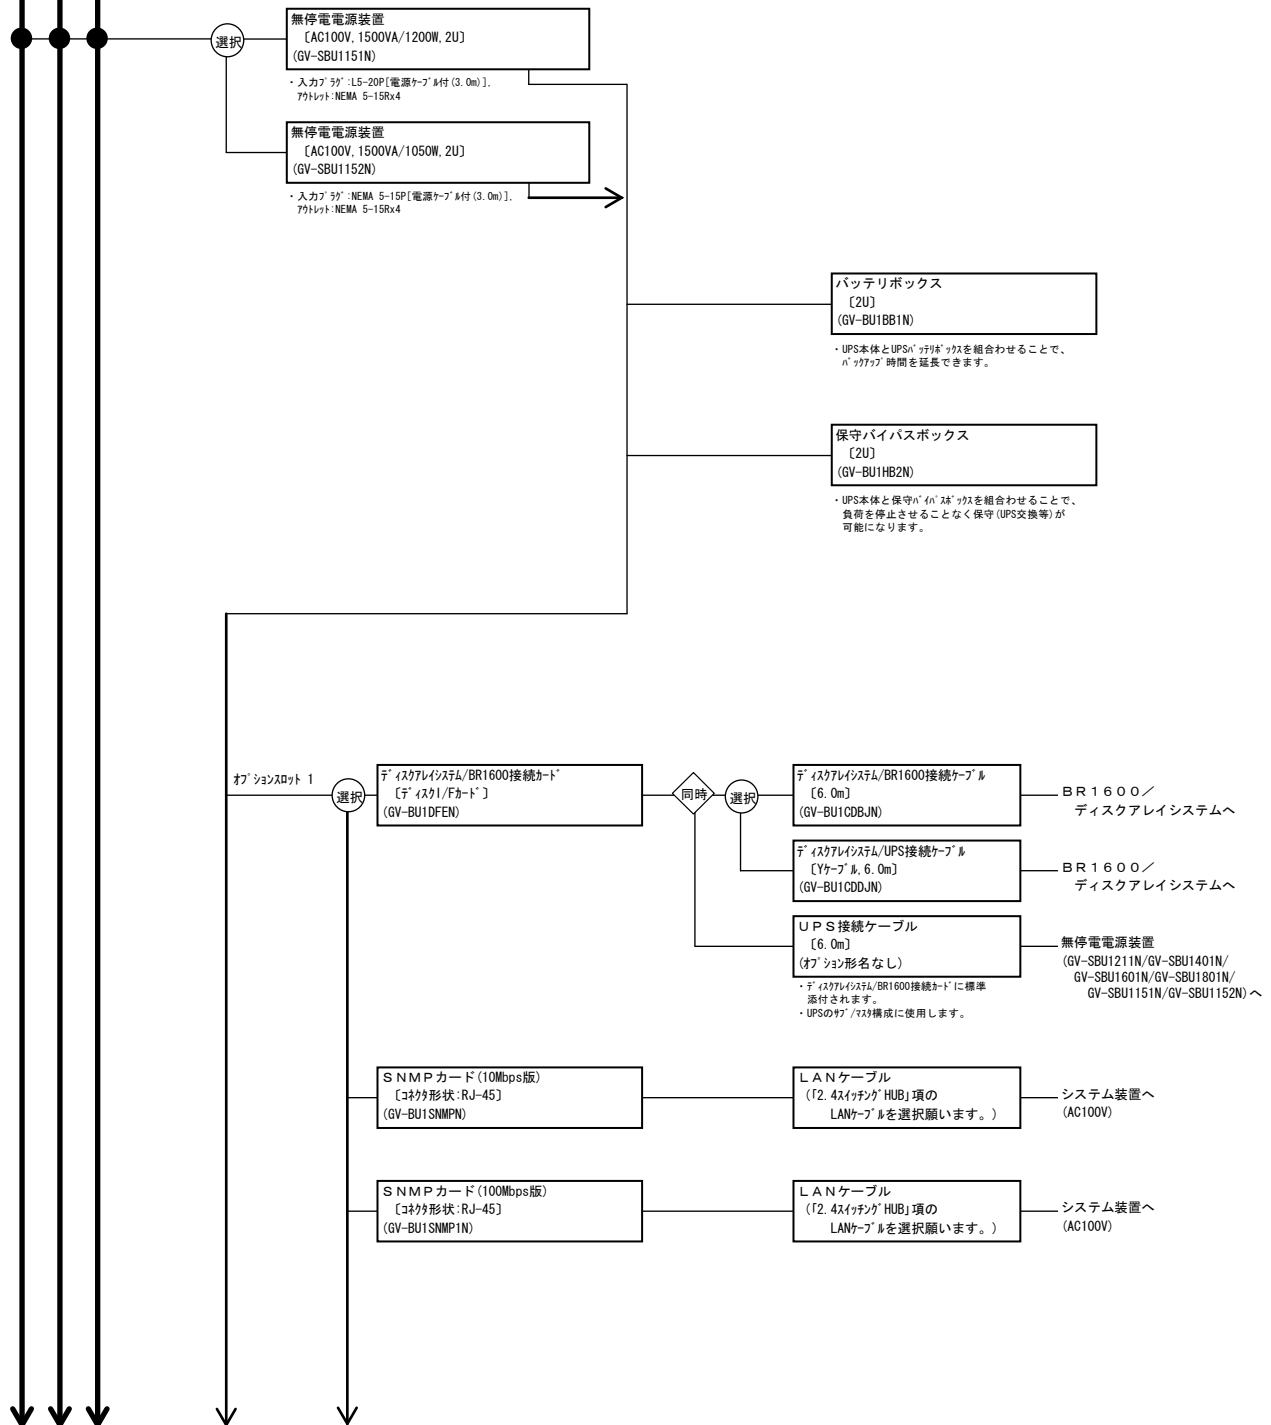 無停電電源装置
〔AC100V, 1500VA/1200W, 2U〕
(GV-SBU1151N)
選択
・入力ﾌﾟﾗｸﾞ:L5-20P[電源ｹｰﾌﾞﾙ付(3.0m)],
ｱｳﾄﾚｯﾄ:NEMA 5-15Rx4
無停電電源装置
〔AC100V, 1500VA/1050W, 2U〕
(GV-SBU1152N)
・入力ﾌﾟﾗｸﾞ:NEMA 5-15P[電源ｹｰﾌﾞﾙ付(3.0m)],
ｱｳﾄﾚｯﾄ:NEMA 5-15Rx4
バッテリボックス
〔2U〕
(GV-BU1BB1N)
・UPS本体とUPSﾊﾞｯﾃﾘﾎﾞｯｸｽを組合わせることで、
ﾊﾞｯｸｱｯﾌﾟ時間を延長できます。
保守バイパスボックス
〔2U〕
(GV-BU1HB2N)
・UPS本体と保守ﾊﾞｲﾊﾟｽﾎﾞｯｸｽを組合わせることで、
負荷を停止させることなく保守(UPS交換等)が
可能になります。
ｵﾌﾟｼｮﾝｽﾛｯﾄ 1
選択
ﾃﾞｨｽｸｱﾚｲｼｽﾃﾑ/BR1600接続ｶｰﾄﾞ
〔ﾃﾞｨｽｸI/Fｶｰﾄﾞ〕
(GV-BU1DFEN)
同時
選択
ﾃﾞｨｽｸｱﾚｲｼｽﾃﾑ/BR1600接続ｹｰﾌﾞﾙ
〔6.0m〕
(GV-BU1CDBJN)
ＢＲ１６００／
ディスクアレイシステムへ
ﾃﾞｨｽｸｱﾚｲｼｽﾃﾑ/UPS接続ｹｰﾌﾞﾙ
〔Yｹｰﾌﾞﾙ, 6.0m〕
(GV-BU1CDDJN)
ＢＲ１６００／
ディスクアレイシステムへ
ＵＰＳ接続ケーブル
〔6.0m〕
(ｵﾌﾟｼｮﾝ形名なし)
無停電電源装置
(GV-SBU1211N/GV-SBU1401N/
GV-SBU1601N/GV-SBU1801N/
GV-SBU1151N/GV-SBU1152N)へ
・ﾃﾞｨｽｸｱﾚｲｼｽﾃﾑ/BR1600接続ｶｰﾄﾞに標準
添付されます。
・UPSのｻﾌﾞ/ﾏｽﾀ構成に使用します。
ＳＮＭＰカード(10Mbps版)
〔ｺﾈｸﾀ形状:RJ-45〕
(GV-BU1SNMPN)
ＬＡＮケーブル
(「2.4ｽｲｯﾁﾝｸﾞHUB」項の
LANｹｰﾌﾞﾙを選択願います。)
システム装置へ
(AC100V)
ＳＮＭＰカード(100Mbps版)
〔ｺﾈｸﾀ形状:RJ-45〕
(GV-BU1SNMP1N)
ＬＡＮケーブル
(「2.4ｽｲｯﾁﾝｸﾞHUB」項の
LANｹｰﾌﾞﾙを選択願います。)
システム装置へ
(AC100V)